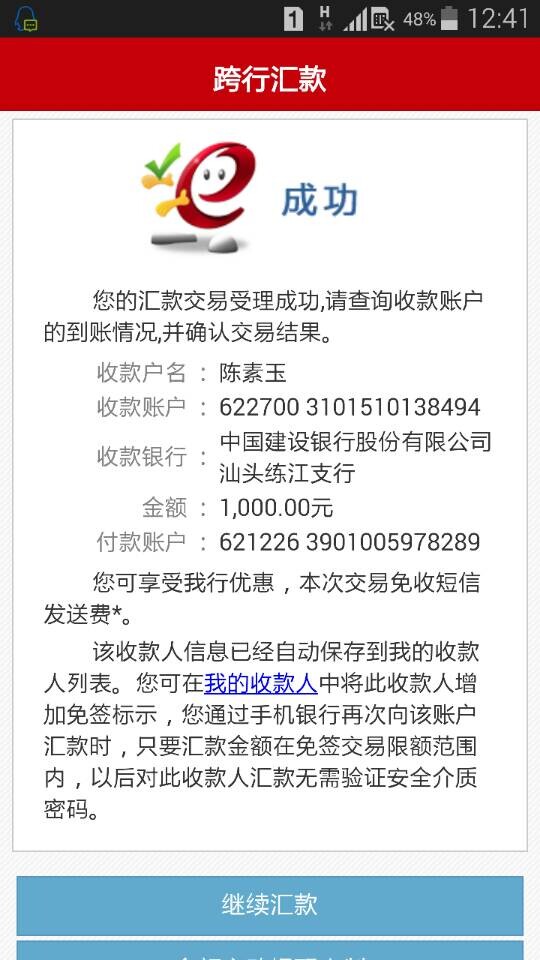 1 H 48% 12:41
跨行汇款
成功
您的汇款交易受理成功,请查询收款账户
的到账情况,并确认交易结果。
收款户名 : 陈素玉
收款账户 : 622700 3101510138494
收款银行 : 中国建设银行股份有限公司
汕头练江支行
金额 : 1,000.00元
付款账户 : 621226 3901005978289
您可享受我行优惠，本次交易免收短信
发送费*。
该收款人信息已经自动保存到我的收款
人列表。您可在我的收款人中将此收款人增
加免签标示，您通过手机银行再次向该账户
汇款时，只要汇款金额在免签交易限额范围
内，以后对此收款人汇款无需验证安全介质
密码。
继续汇款